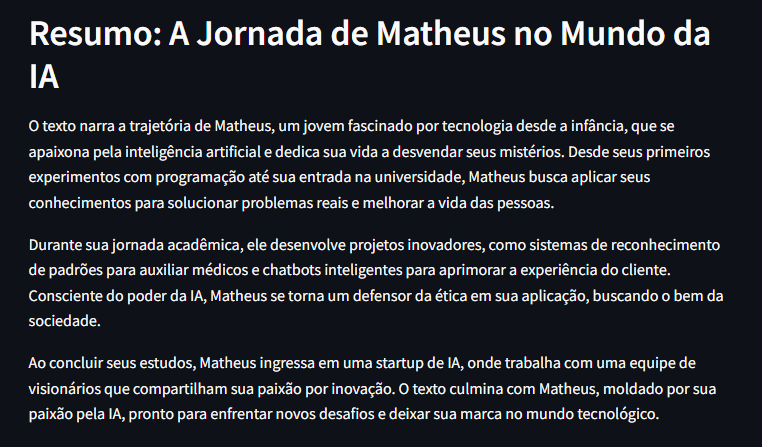 Resumo: A Jornada de Matheus no Mundo da
IA
O texto narra a trajetória de Matheus, um jovem fascinado por tecnologia desde a infância, que se
apaixona pela inteligência artificial e dedica sua vida a desvendar seus mistérios. Desde seus primeiros
experimentos com programação até sua entrada na universidade, Matheus busca aplicar seus
conhecimentos para solucionar problemas reais e melhorar a vida das pessoas.
Durante sua jornada acadêmica, ele desenvolve projetos inovadores, como sistemas de reconhecimento
de padrões para auxiliar médicos e chatbots inteligentes para aprimorar a experiência do cliente.
Consciente do poder da IA, Matheus se torna um defensor da ética em sua aplicação, buscando o bem da
sociedade.
Ao concluir seus estudos, Matheus ingressa em uma startup de IA, onde trabalha com uma equipe de
visionários que compartilham sua paixão por inovação. O texto culmina com Matheus, moldado por sua
paixão pela IA, pronto para enfrentar novos desafios e deixar sua marca no mundo tecnológico.